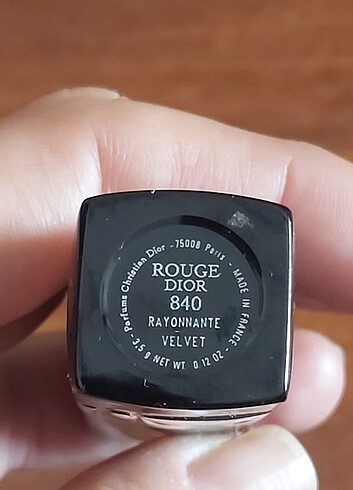 Parfums Christian Dior - 75008 Paris - MADE IN FRANCE - 3,5 g NET WT. 0.12 OZ -
ROUGE
DIOR
840
RAYONNANTE
VELVET